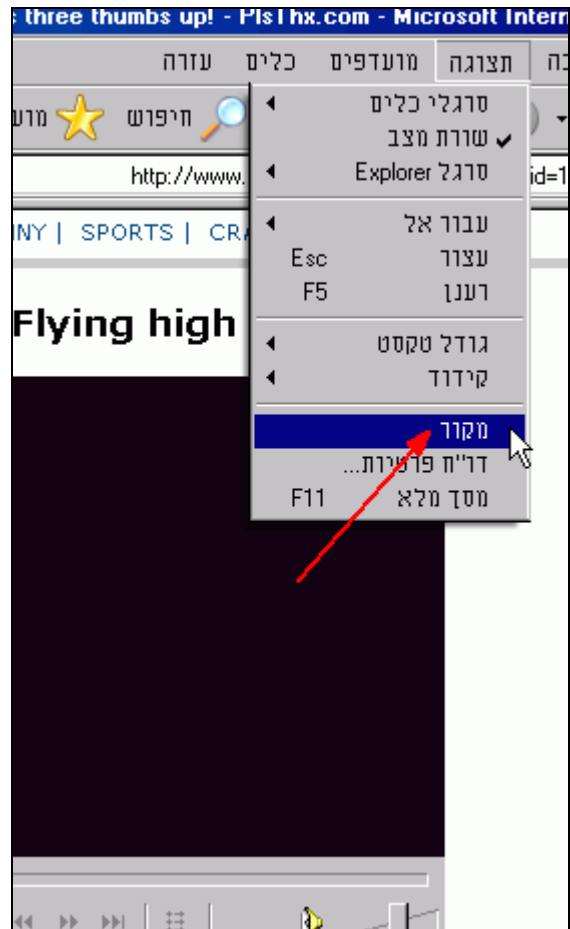 three thumbs up! - PlsThx.com - Microsoft Intern
תצוגה מועדפים כלים עזרה
חיפוש
http://www.
id=1
סרגלי כלים
שורת מצב
סרגל Explorer
עבור אל
עצור Esc
רענן F5
גודל טקסט
קידוד
מקור
דו"ח פרטיות...
מסך מלא F11
NY | SPORTS |
Flying high